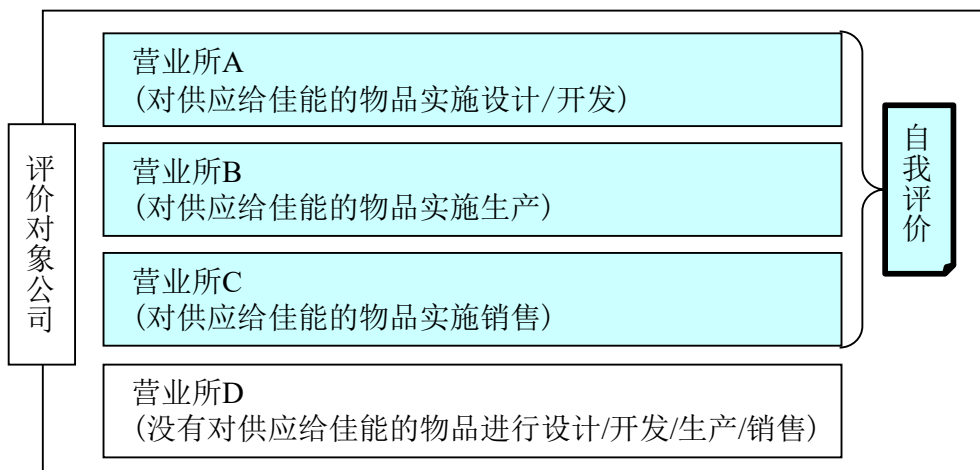 评价对象公司
营业所A
(对供应给佳能的物品实施设计/开发)
营业所B
(对供应给佳能的物品实施生产)
营业所C
(对供应给佳能的物品实施销售)
营业所D
(没有对供应给佳能的物品进行设计/开发/生产/销售)
自我评价